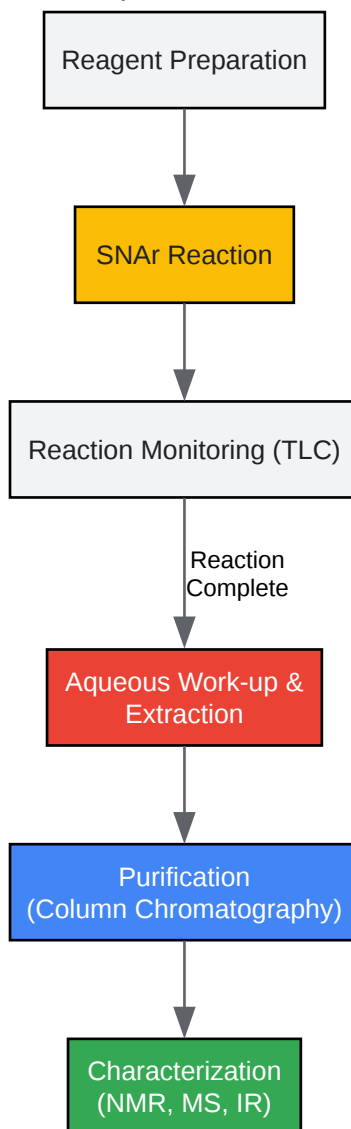 Reagent Preparation
SNAr Reaction
Reaction Monitoring (TLC)
Reaction
Complete
Aqueous Work-up &
Extraction
Purification
(Column Chromatography)
Characterization
(NMR, MS, IR)